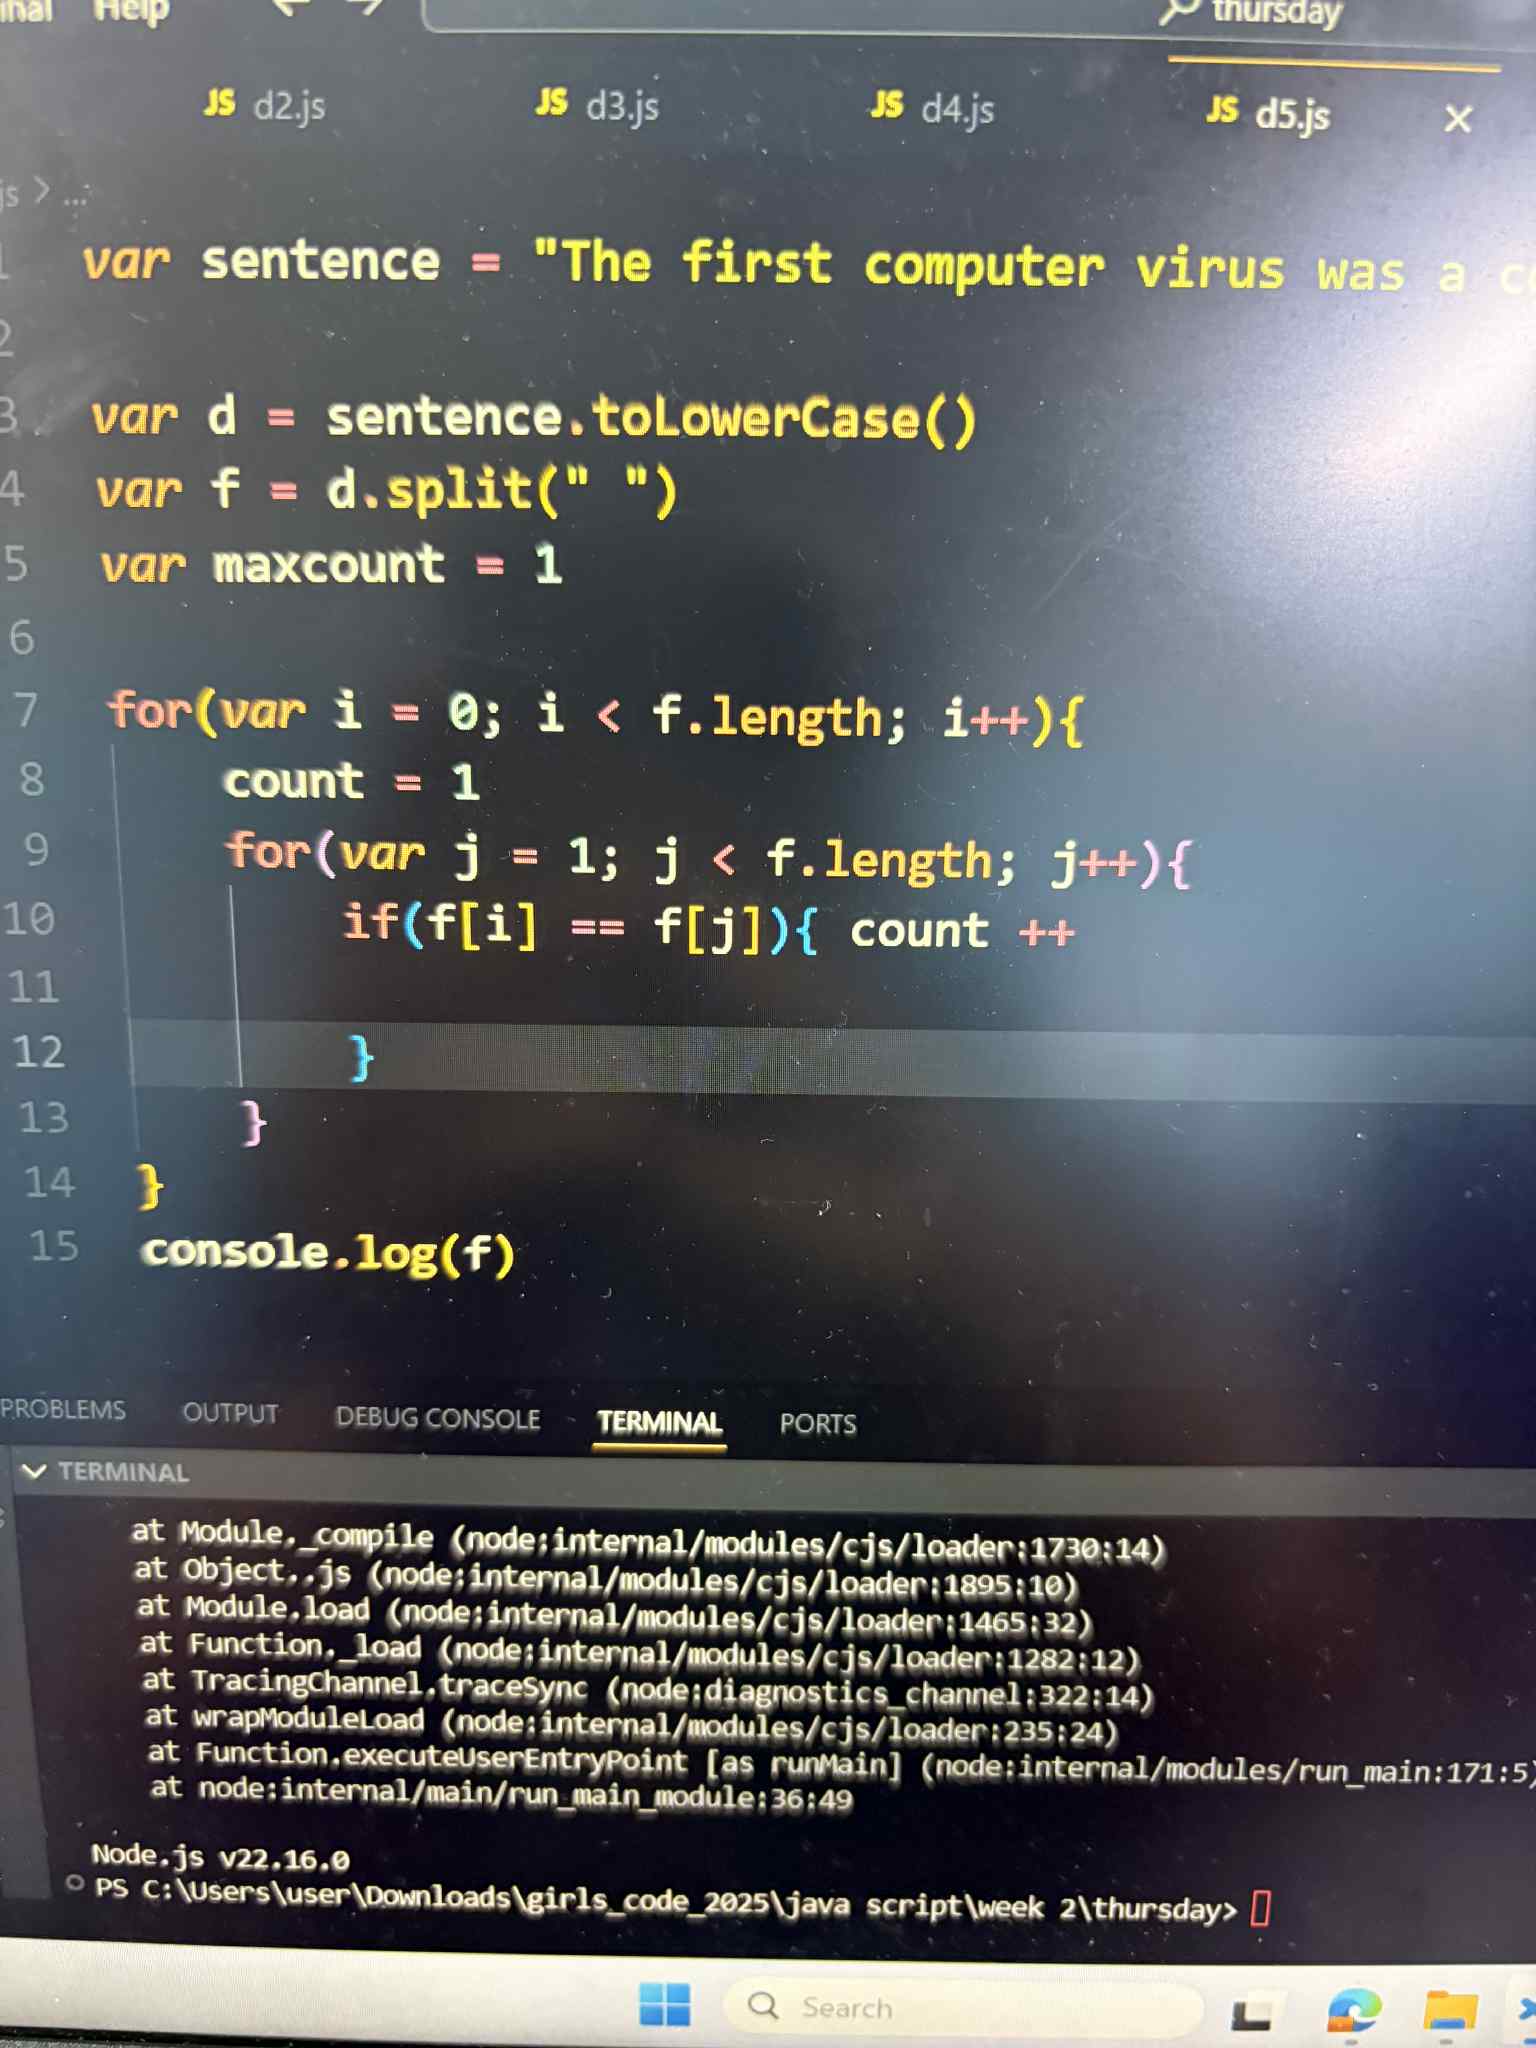 Help
thursday
JS d2.js JS d3.js JS d4.js JS d5.js ×
js > ...
1 var sentence = "The first computer virus was a
2
3 var d = sentence.toLowerCase()
4 var f = d.split(" ")
5 var maxcount = 1
6
7 for(var i = 0; i < f.length; i++){
8 count = 1
9 for(var j = 1; j < f.length; j++){
10 if(f[i] == f[j]){ count ++
11
12 }
13 }
14 }
15 console.log(f)
PROBLEMS OUTPUT DEBUG CONSOLE TERMINAL PORTS
TERMINAL
at Module._compile (node:internal/modules/cjs/loader:1730:14)
at Object..js (node:internal/modules/cjs/loader:1895:10)
at Module.load (node:internal/modules/cjs/loader:1465:32)
at Function._load (node:internal/modules/cjs/loader:1282:12)
at TracingChannel.traceSync (node:diagnostics_channel:322:14)
at wrapModuleLoad (node:internal/modules/cjs/loader:235:24)
at Function.executeUserEntryPoint [as runMain] (node:internal/modules/run_main:171:5)
at node:internal/main/run_main_module:36:49
Node.js v22.16.0
PS C:\Users\user\Downloads\girls_code_2025\java script\week 2\thursday>
Search